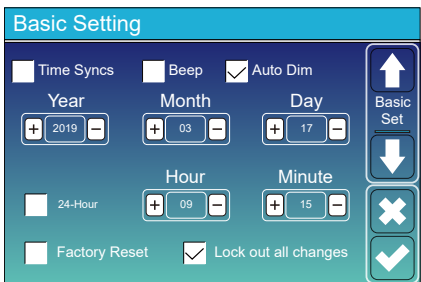 Basic Setting
Time Syncs Beep Auto Dim
Year Month Day
+ 2019 − + 03 − + 17 −
Basic
Set
Hour Minute
24-Hour + 09 − + 15 −
Factory Reset Lock out all changes